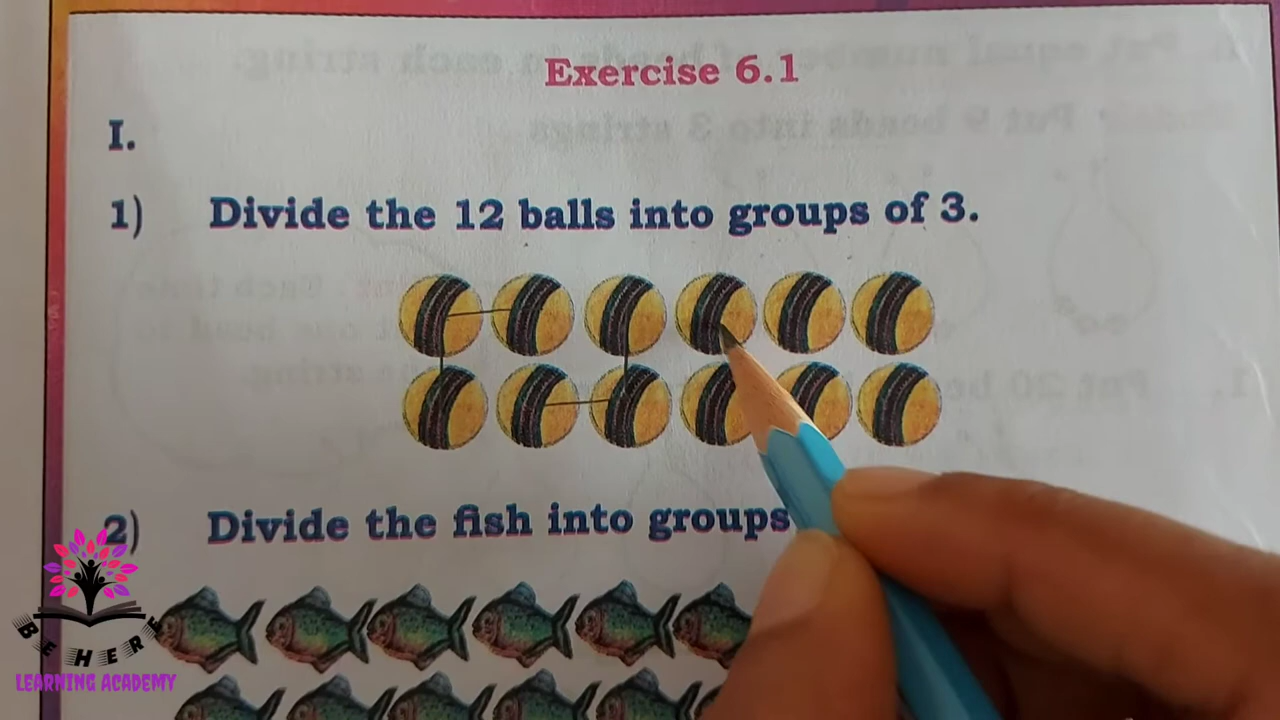 Exercise 6.1
I.
1) Divide the 12 balls into groups of 3.
2) Divide the fish into groups
BEHERE
LEARNING ACADEMY